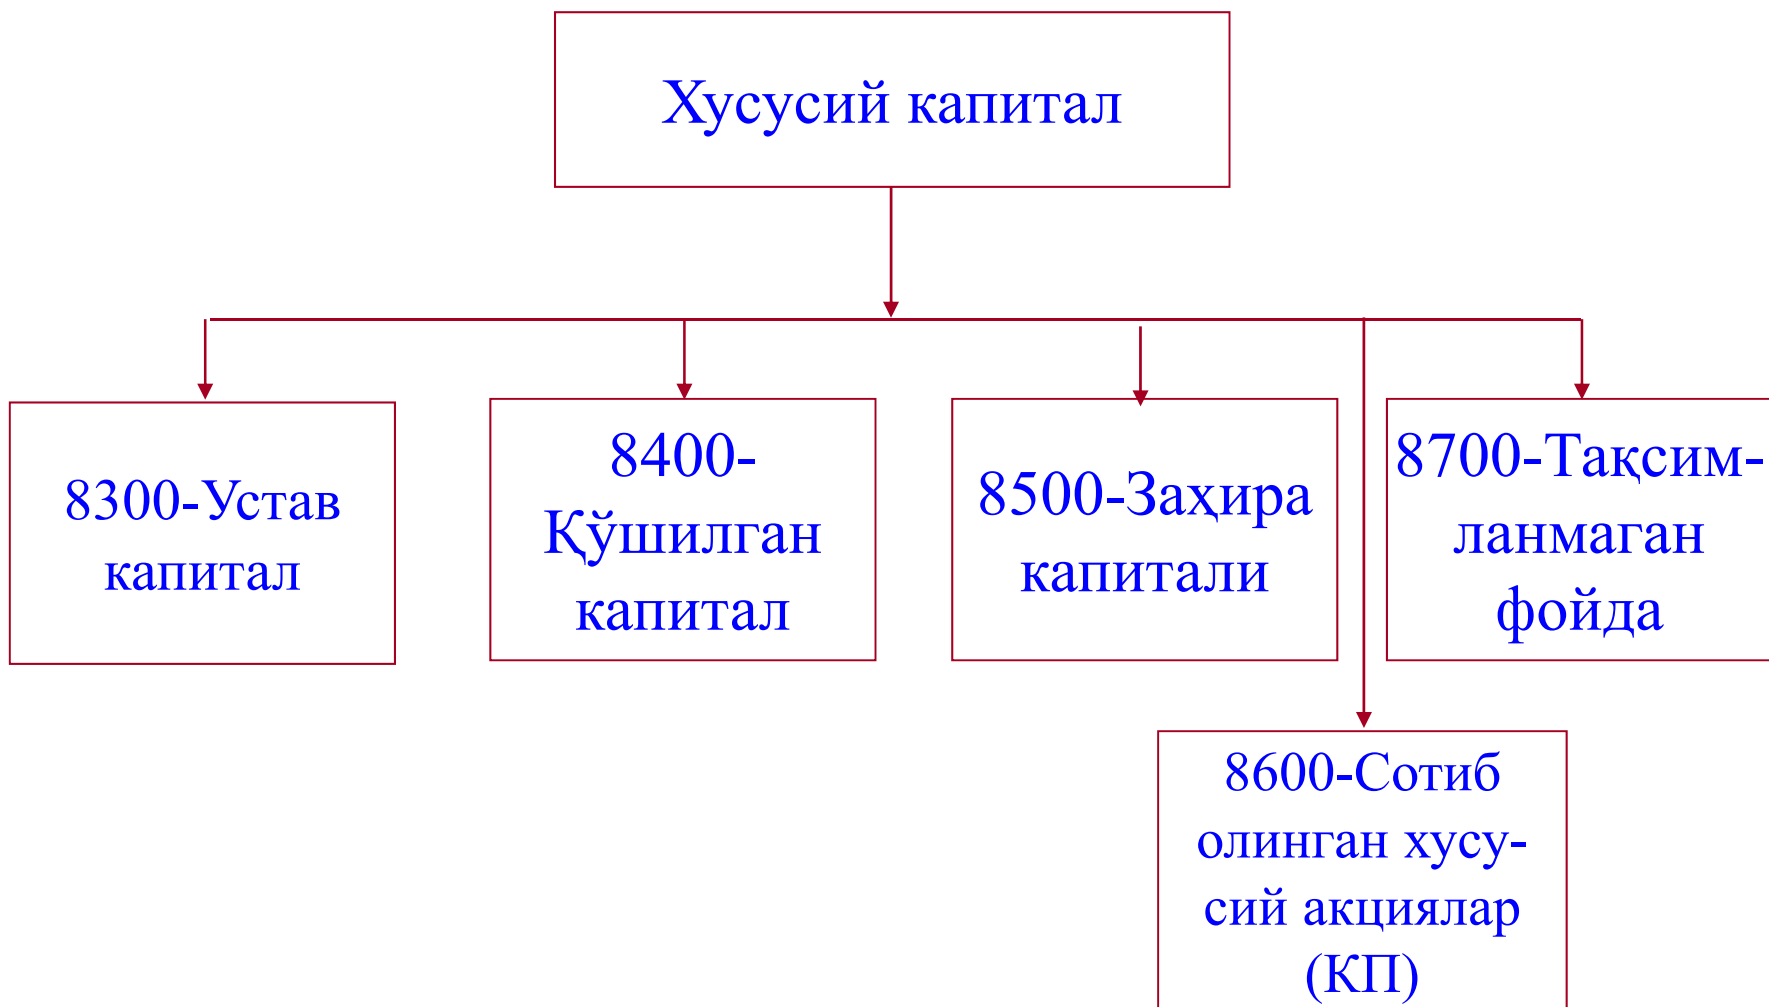 Хусусий капитал
8300-Устав
капитал
8400-
Қўшилган
капитал
8500-Заҳира
капитали
8700-Тақсим-
ланмаган
фойда
8600-Сотиб
олинган хусу-
сий акциялар
(КП)